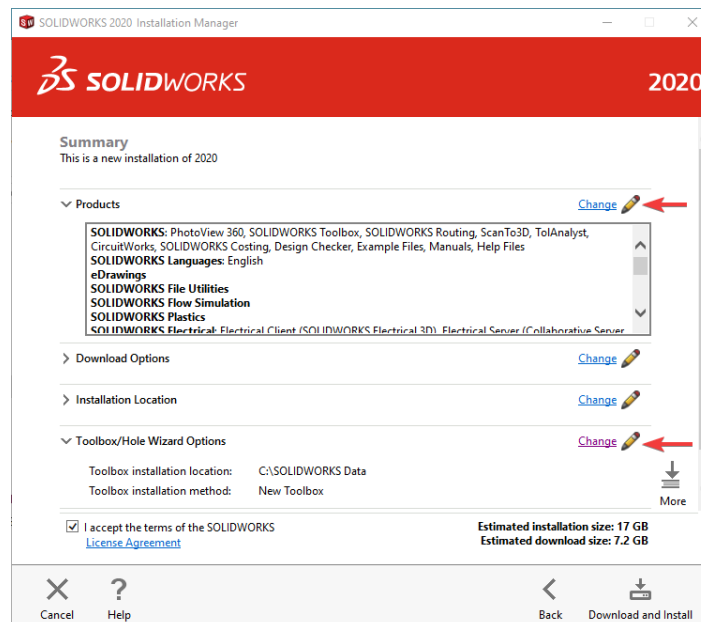 SOLIDWORKS 2020 Installation Manager
SOLIDWORKS
2020
Summary
This is a new installation of 2020
Products
Change
SOLIDWORKS: PhotoView 360, SOLIDWORKS Toolbox, SOLIDWORKS Routing, ScanTo3D, TolAnalyst,
CircuitWorks, SOLIDWORKS Costing, Design Checker, Example Files, Manuals, Help Files
SOLIDWORKS Languages: English
eDrawings
SOLIDWORKS File Utilities
SOLIDWORKS Flow Simulation
SOLIDWORKS Plastics
SOLIDWORKS Electrical: Electrical Client (SOLIDWORKS Electrical 3D), Electrical Server (Collaborative Server
Download Options
Change
Installation Location
Change
Toolbox/Hole Wizard Options
Change
Toolbox installation location: C:\SOLIDWORKS Data
Toolbox installation method: New Toolbox
More
I accept the terms of the SOLIDWORKS
License Agreement
Estimated installation size: 17 GB
Estimated download size: 7.2 GB
Cancel
Help
Back
Download and Install